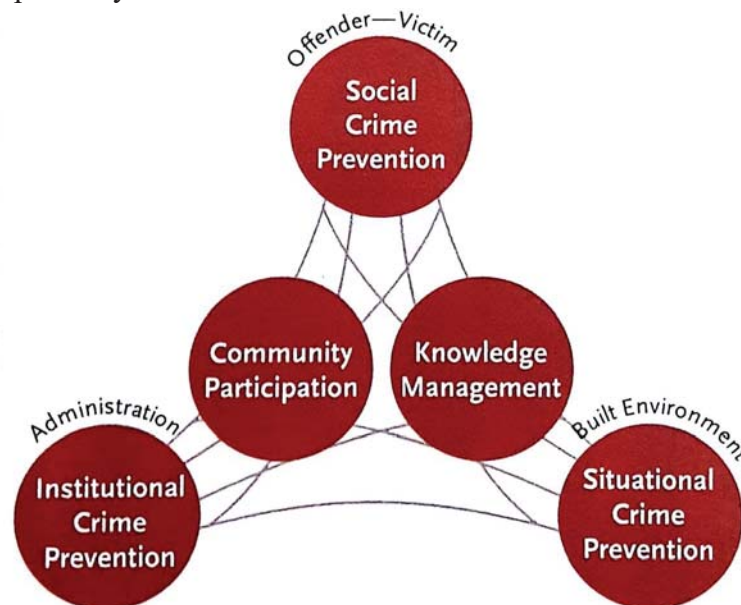 Offender—Victim
Social
Crime
Prevention
Community
Participation
Knowledge
Management
Administration
Institutional
Crime
Prevention
Built Environment
Situational
Crime
Prevention